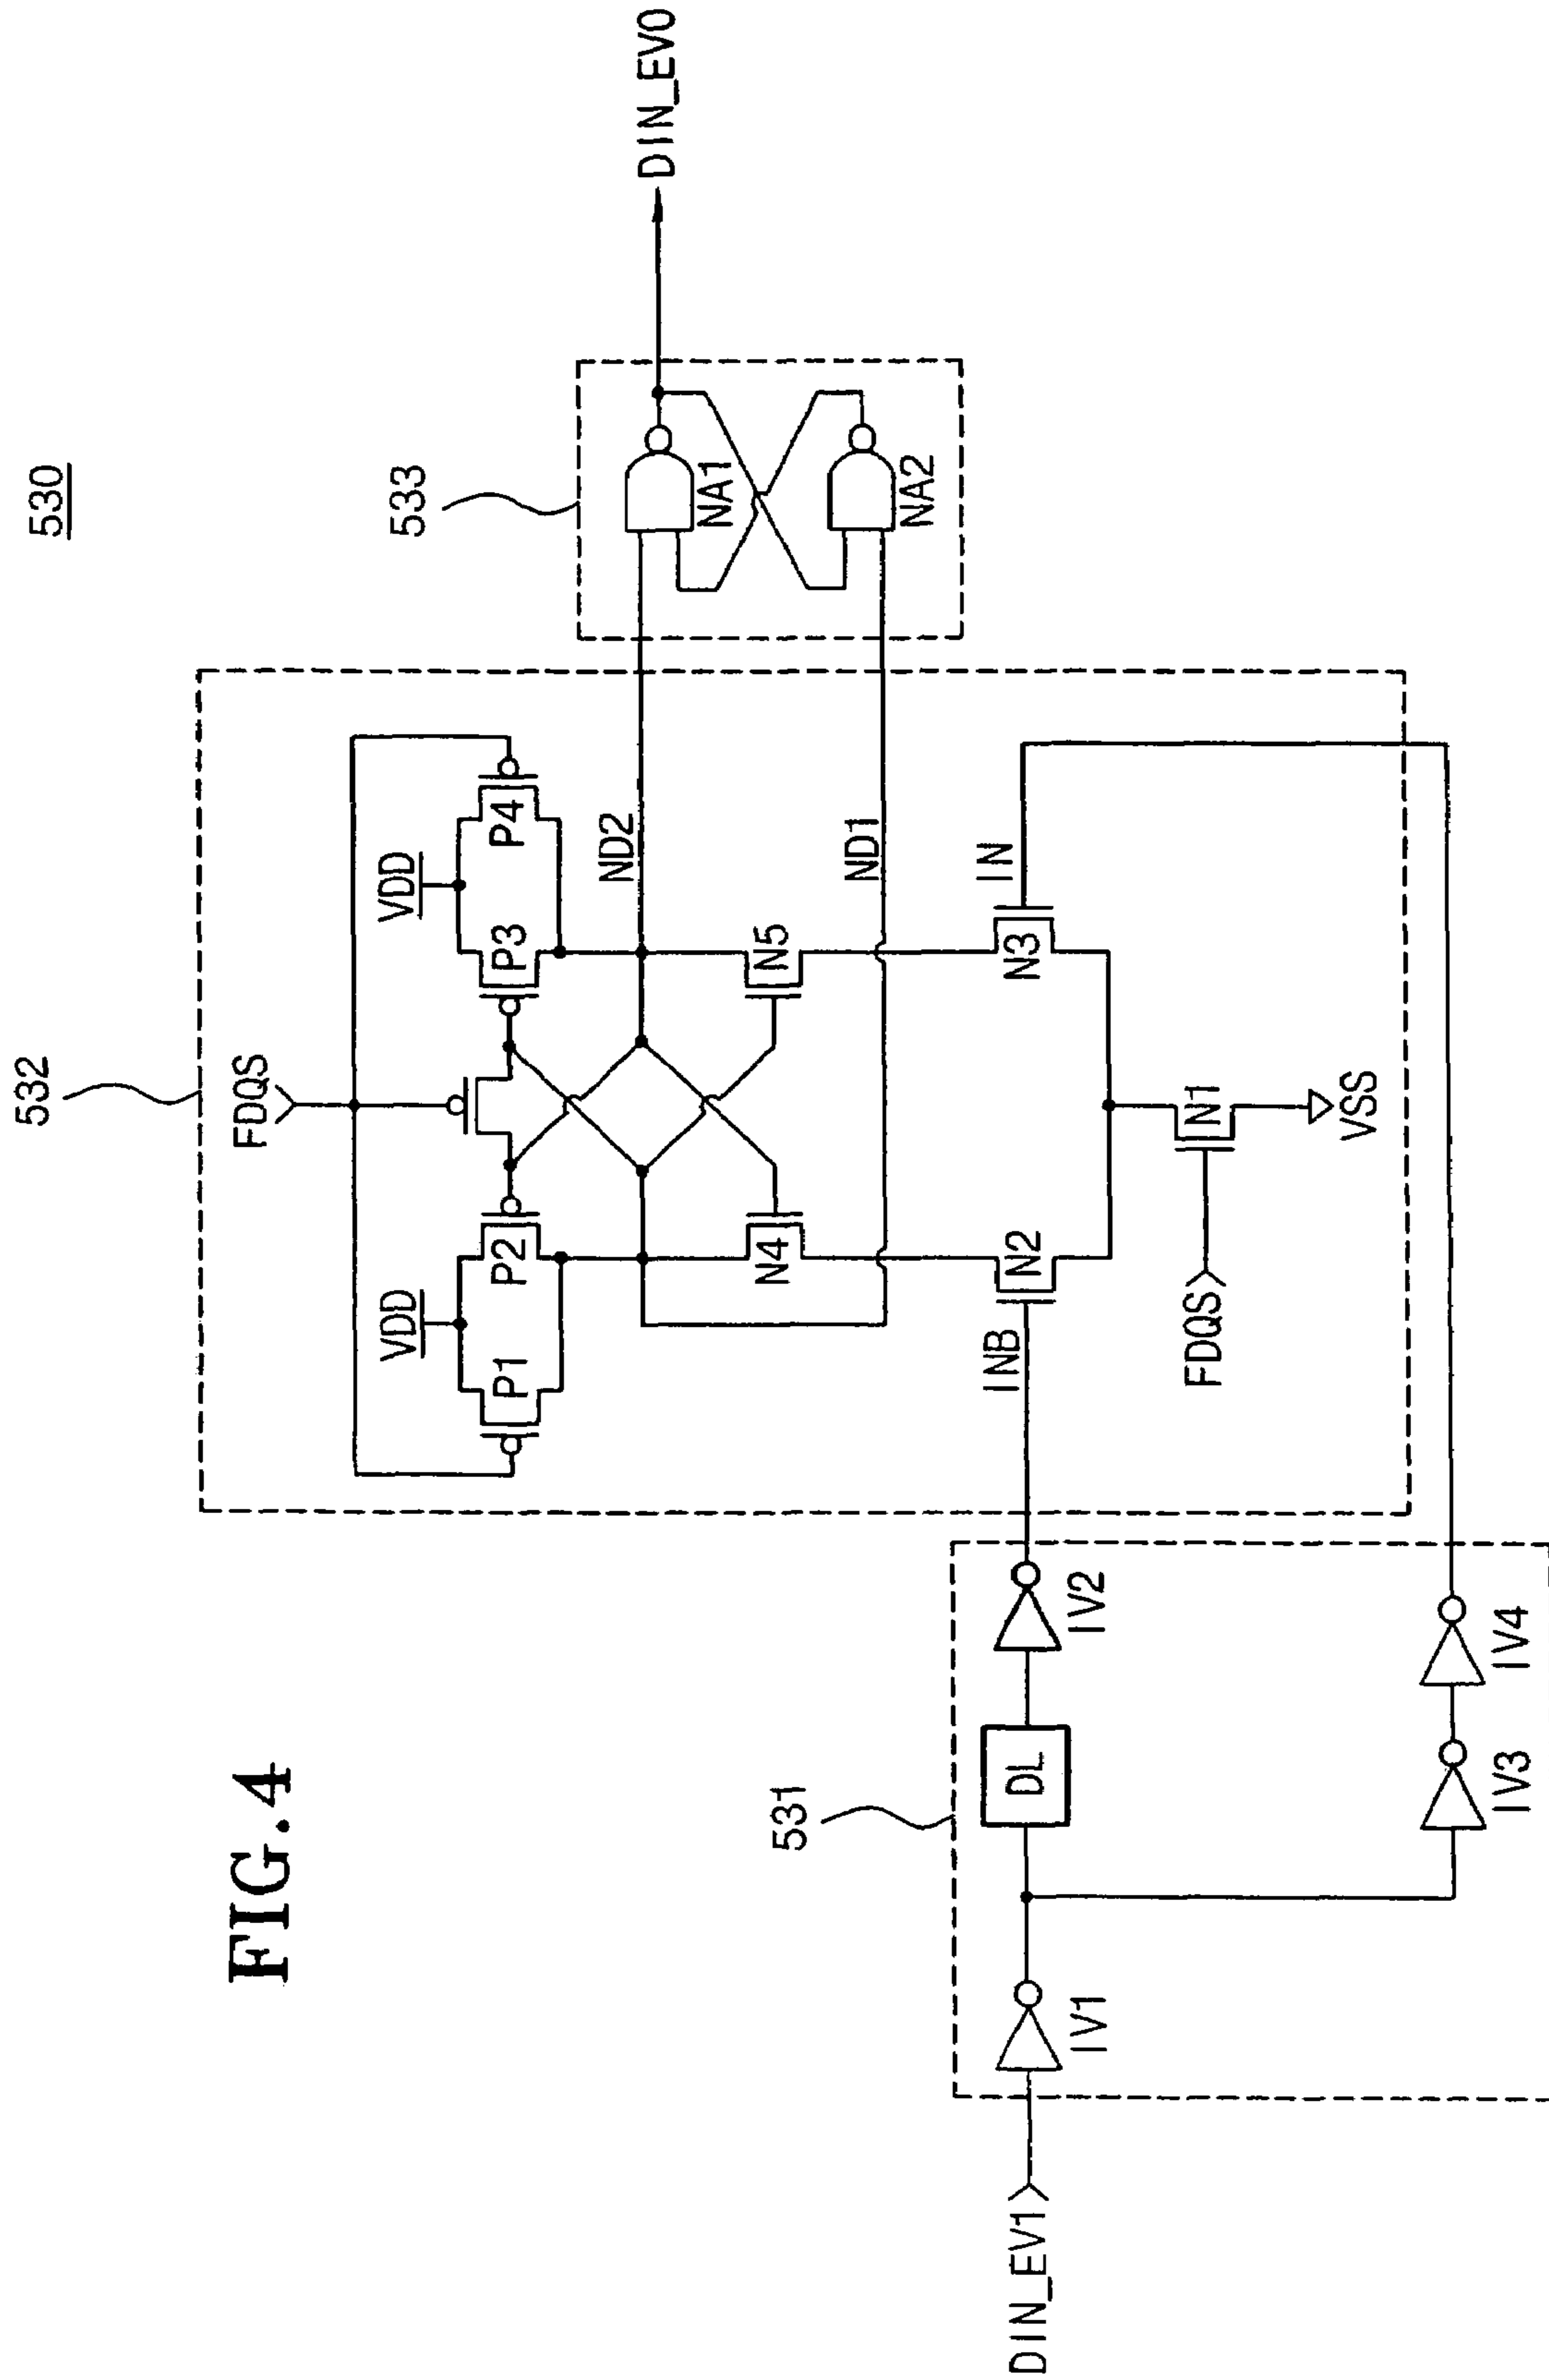 FIG.4
530
532
FDQS
VDD
VDD
P1
P2
P3
P4
ND2
ND1
N4
N5
INB
IN
N2
N3
FDQS
N1
VSS
533
NA1
NA2
DIN_EV0
531
DIN_EV1
IV1
DL
IV2
IV3
IV4